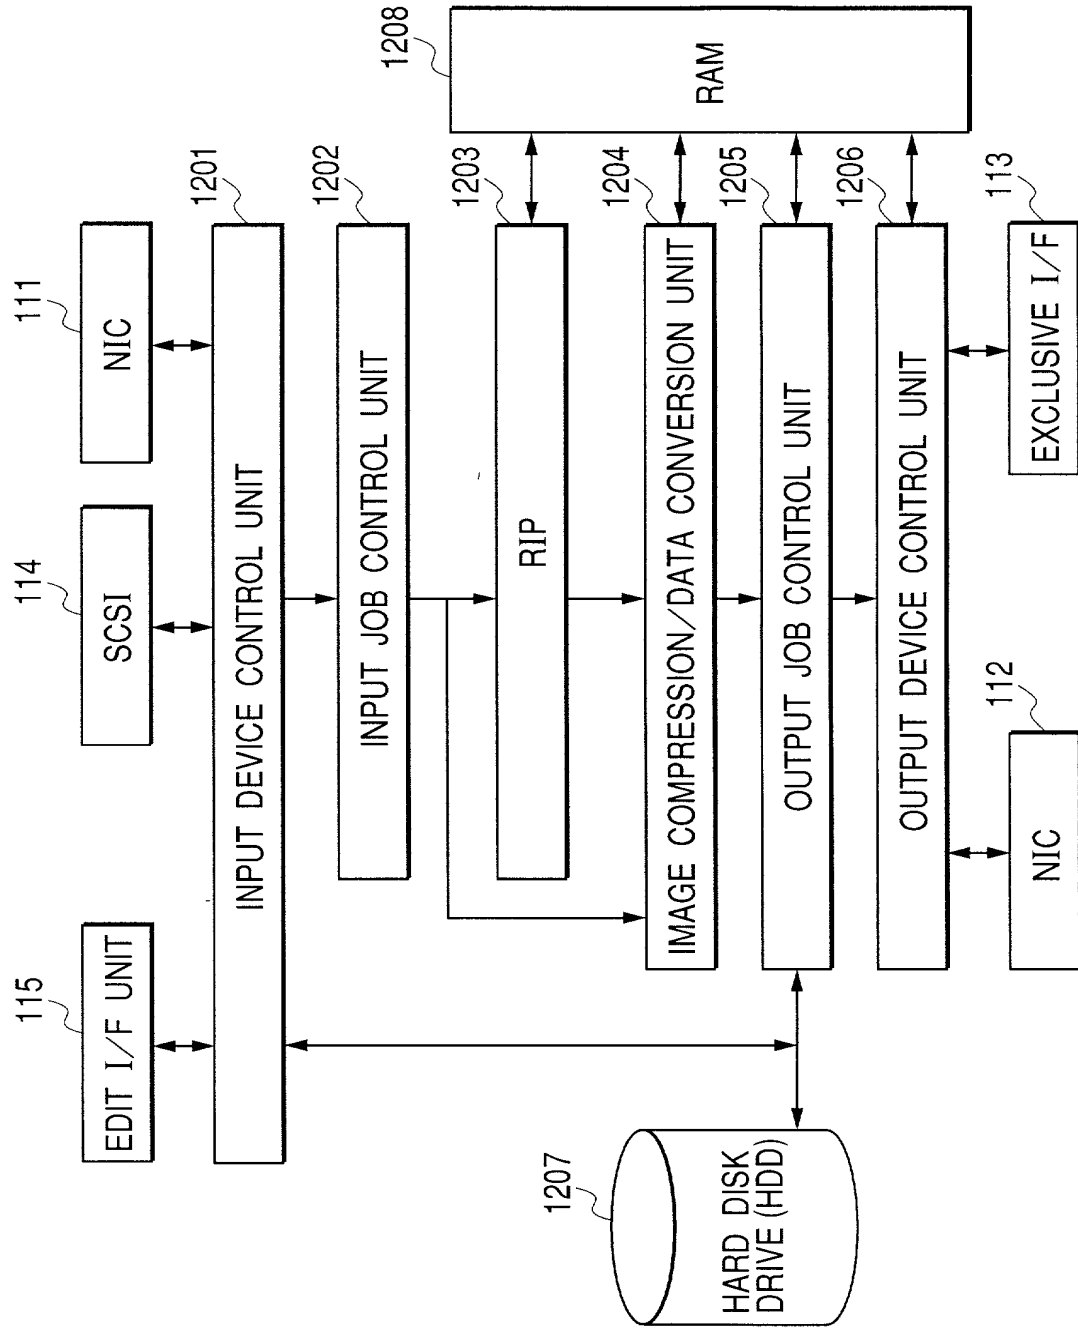 115
EDIT I/F UNIT
114
SCSI
111
NIC
1201
INPUT DEVICE CONTROL UNIT
1202
INPUT JOB CONTROL UNIT
1203
RIP
1204
IMAGE COMPRESSION/DATA CONVERSION UNIT
1205
OUTPUT JOB CONTROL UNIT
1206
OUTPUT DEVICE CONTROL UNIT
1207
HARD DISK
DRIVE (HDD)
1208
RAM
112
NIC
113
EXCLUSIVE I/F